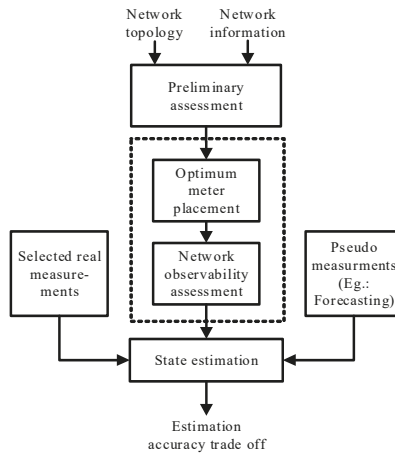 Network
topology
Network
information
Preliminary
assessment
Optimum
meter
placement
Selected real
measure-
ments
Network
observability
assessment
Pseudo
measurments
(Eg.:
Forecasting)
State estimation
Estimation
accuracy trade off